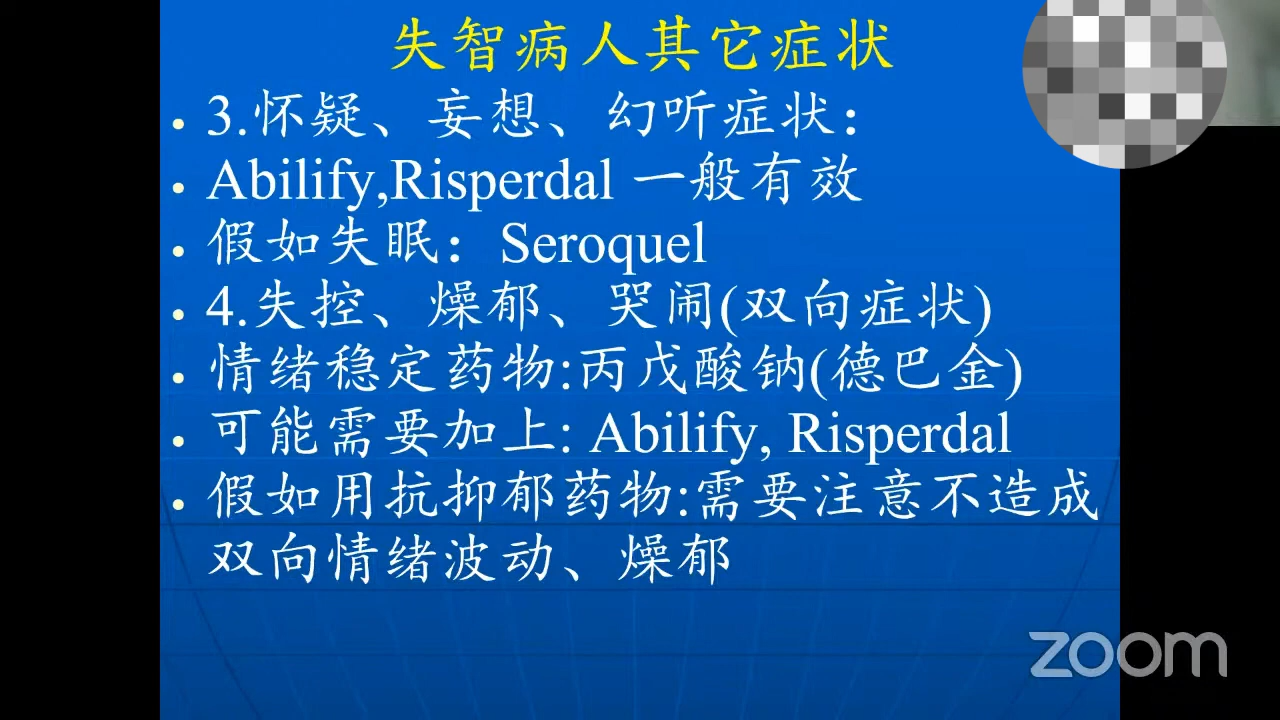 失智病人其它症状
• 3.怀疑、妄想、幻听症状：
• Abilify,Risperdal 一般有效
• 假如失眠：Seroquel
• 4.失控、燥郁、哭闹(双向症状)
• 情绪稳定药物:丙戊酸钠(德巴金)
• 可能需要加上: Abilify, Risperdal
• 假如用抗抑郁药物:需要注意不造成
双向情绪波动、燥郁
zoom